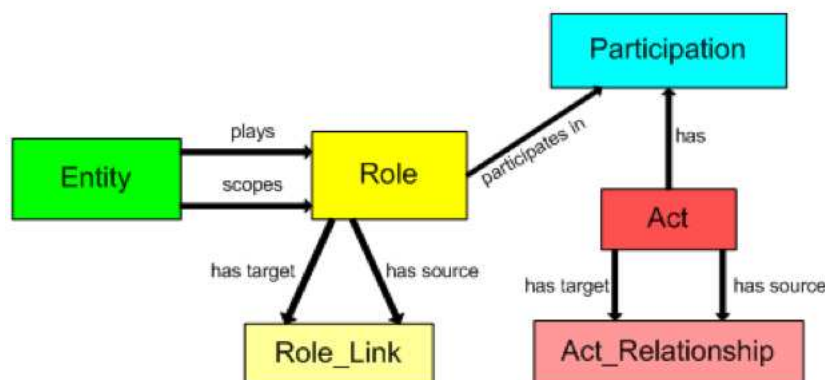 Participation
plays
participates in
has
Entity
Role
scopes
Act
has target
has source
has target
has source
Role_Link
Act_Relationship